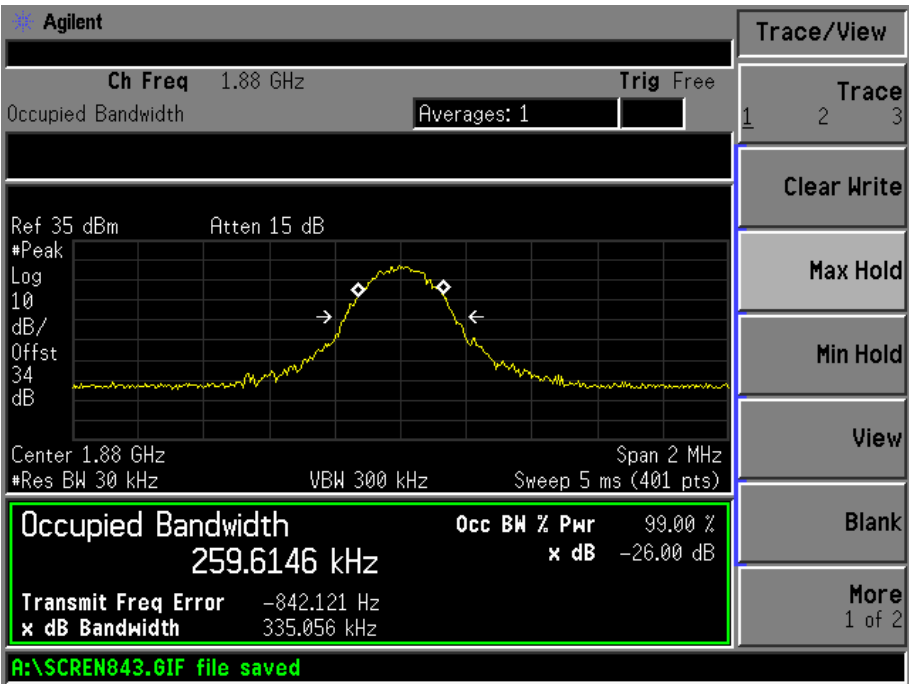 Agilent
Trace/View
Ch Freq 1.88 GHz Trig Free
Occupied Bandwidth Averages: 1
Ref 35 dBm Atten 15 dB
#Peak
Log
10
dB/
Offst
34
dB
Center 1.88 GHz Span 2 MHz
#Res BW 30 kHz VBW 300 kHz Sweep 5 ms (401 pts)
Occupied Bandwidth Occ BW % Pwr 99.00 %
259.6146 kHz x dB -26.00 dB
Transmit Freq Error -842.121 Hz
x dB Bandwidth 335.056 kHz
A:\SCREN843.GIF file saved
Trace
1 2 3
Clear Write
Max Hold
Min Hold
View
Blank
More
1 of 2